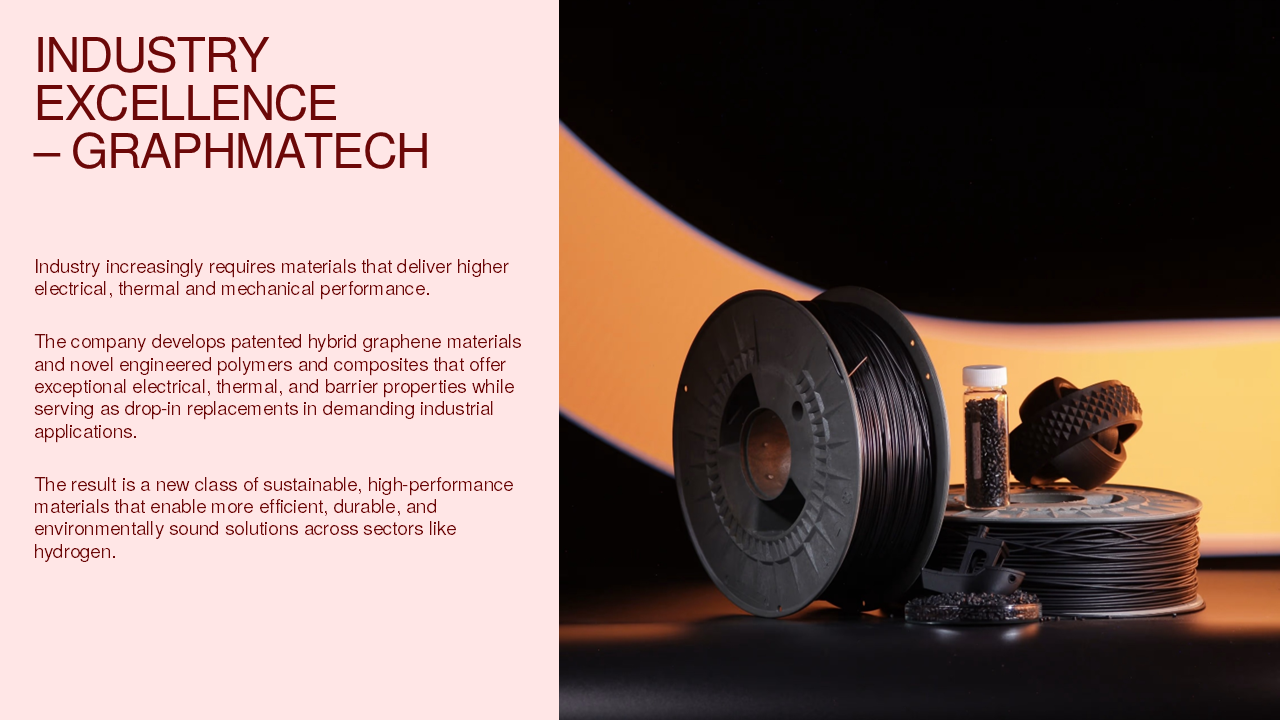 INDUSTRY
EXCELLENCE
– GRAPHMATECH
Industry increasingly requires materials that deliver higher
electrical, thermal and mechanical performance.
The company develops patented hybrid graphene materials
and novel engineered polymers and composites that offer
exceptional electrical, thermal, and barrier properties while
serving as drop-in replacements in demanding industrial
applications.
The result is a new class of sustainable, high-performance
materials that enable more efficient, durable, and
environmentally sound solutions across sectors like
hydrogen.